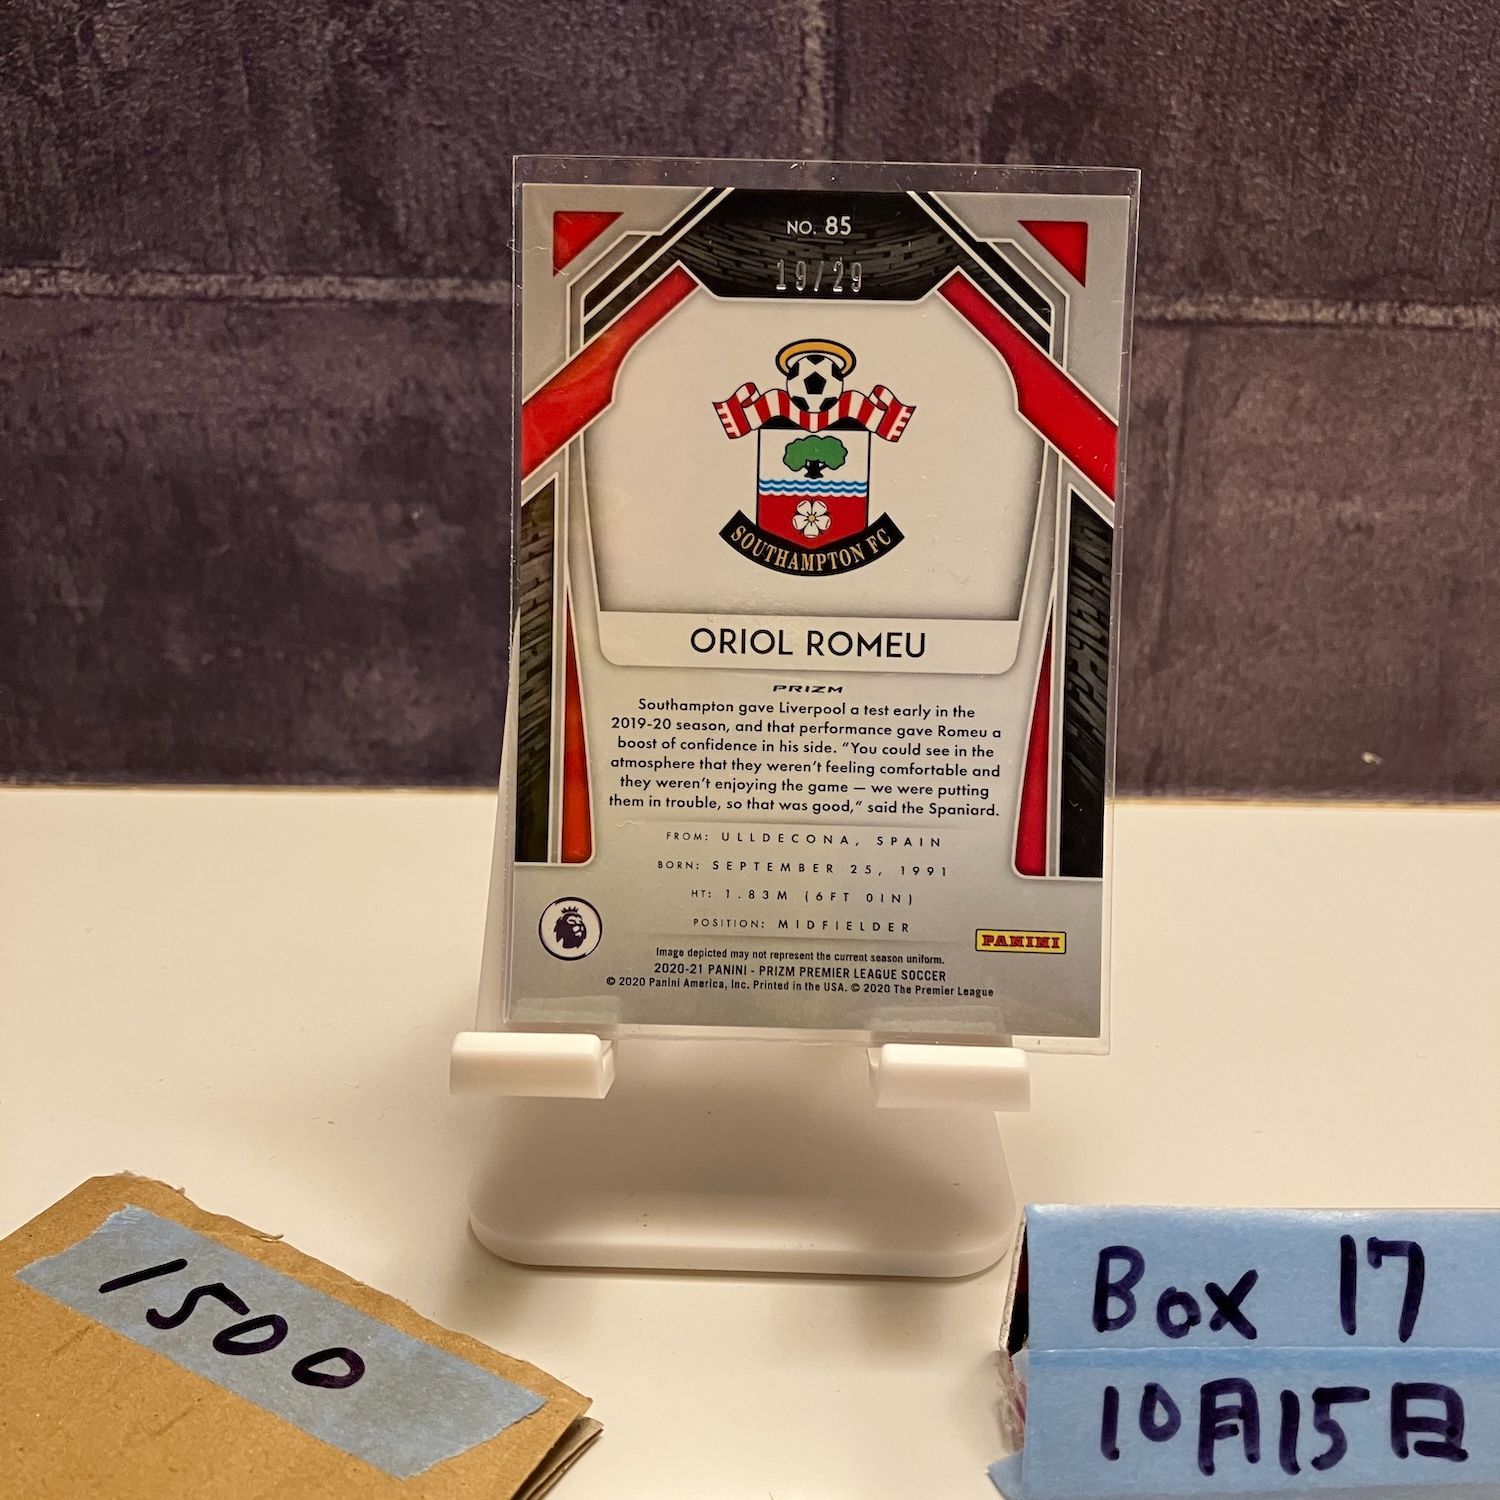 NO. 85
19/29
SOUTHAMPTON FC
ORIOL ROMEU
PRIZM
Southampton gave Liverpool a test early in the
2019-20 season, and that performance gave Romeu a
boost of confidence in his side. “You could see in the
atmosphere that they weren’t feeling comfortable and
they weren’t enjoying the game — we were putting
them in trouble, so that was good,” said the Spaniard.
FROM: ULLDECONA, SPAIN
BORN: SEPTEMBER 25, 1991
HT: 1.83M (6FT 0IN)
POSITION: MIDFIELDER
PANINI
Image depicted may not represent the current season uniform.
2020-21 PANINI - PRIZM PREMIER LEAGUE SOCCER
© 2020 Panini America, Inc. Printed in the USA. © 2020 The Premier League
1500
Box 17
10月15日